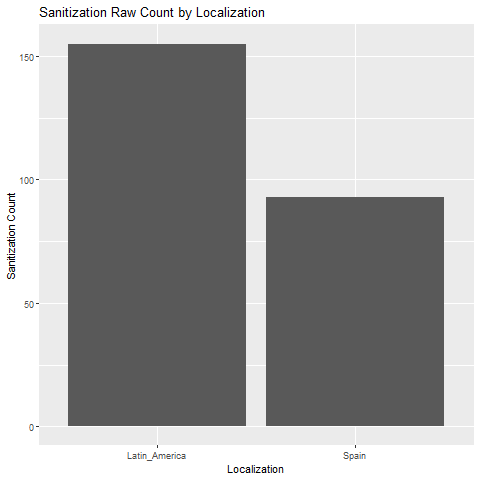 Sanitization Raw Count by Localization
Sanitization Count
150
100
50
0
Latin_America
Spain
Localization